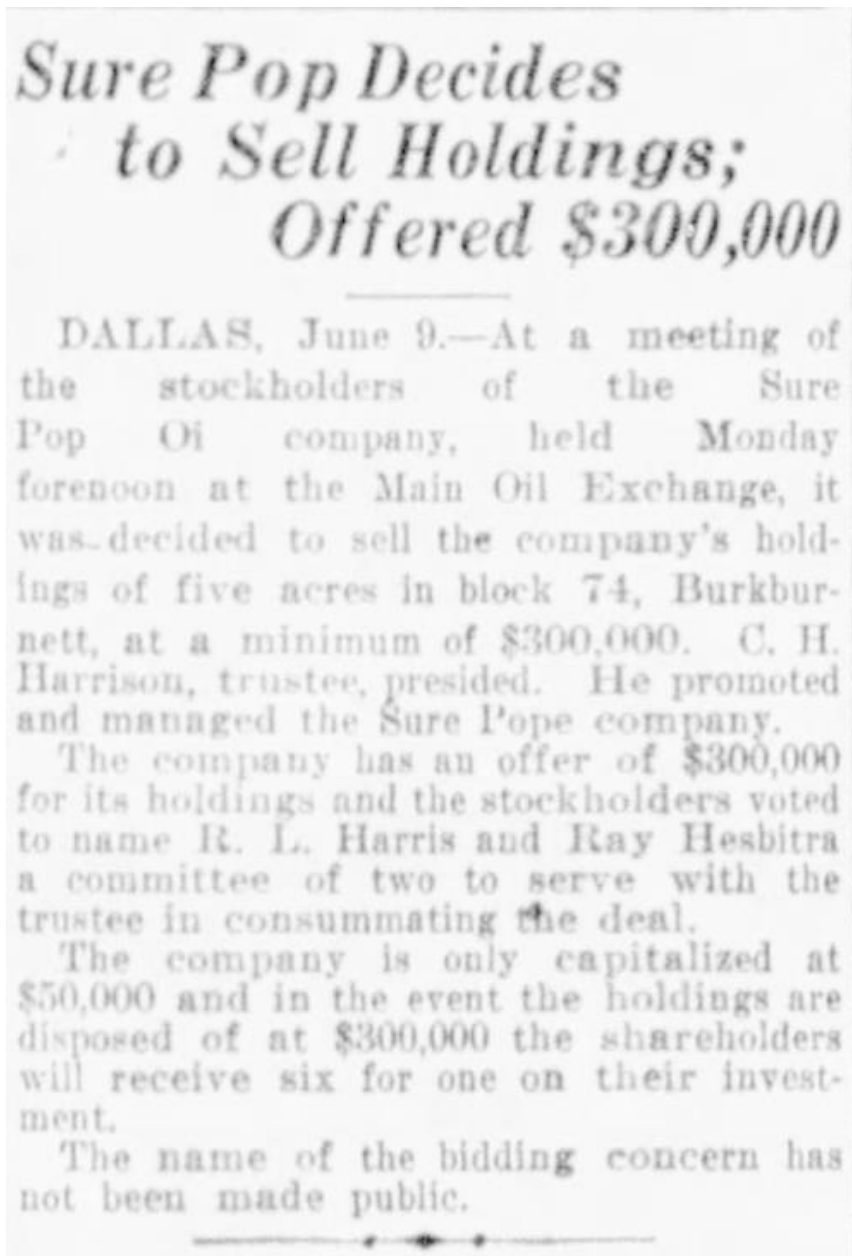 Sure Pop Decides
to Sell Holdings;
Offered $300,000
DALLAS, June 9.—At a meeting of
the stockholders of the Sure
Pop Oi company, held Monday
forenoon at the Main Oil Exchange, it
was decided to sell the company's hold-
ings of five acres in block 74, Burkbur-
nett, at a minimum of $300,000. C. H.
Harrison, trustee, presided. He promoted
and managed the Sure Pope company.
The company has an offer of $300,000
for its holdings and the stockholders voted
to name R. L. Harris and Ray Hesbitra
a committee of two to serve with the
trustee in consummating the deal.
The company is only capitalized at
$50,000 and in the event the holdings are
disposed of at $300,000 the shareholders
will receive six for one on their invest-
ment.
The name of the bidding concern has
not been made public.